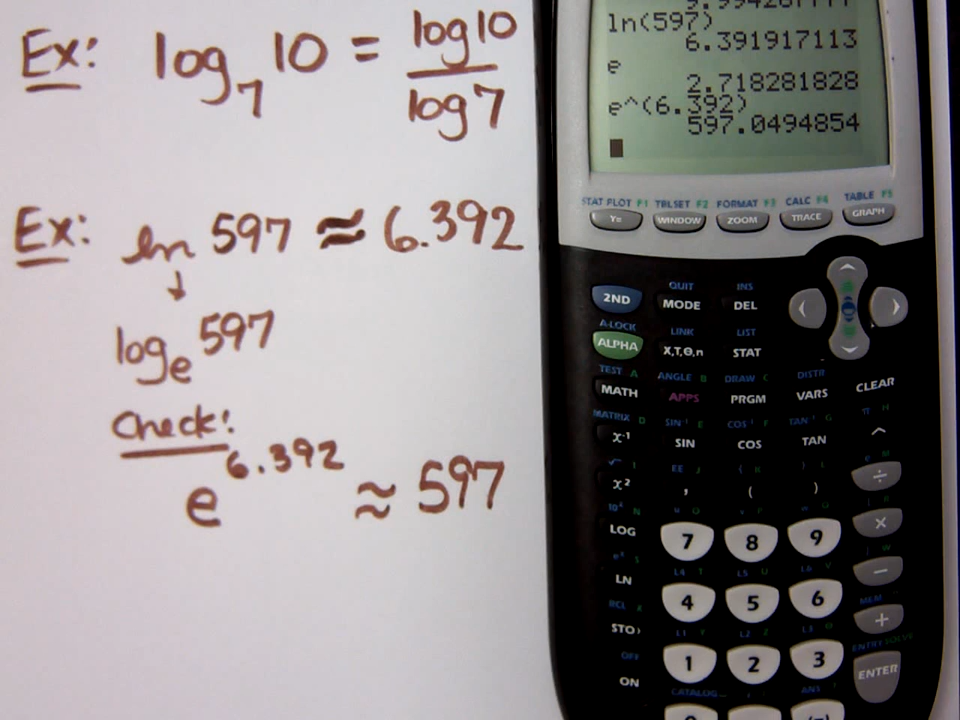 Ex: log₇ 10 = log10 / log7
Ex: ln 597 ≈ 6.392
↓
logₑ 597
Check:
e^6.392 ≈ 597
ln(597)
6.391917113
e
2.718281828
e^(6.392)
597.0494854
STAT PLOT F1 TBLSET F2 FORMAT F3 CALC F4 TABLE F5
Y= WINDOW ZOOM TRACE GRAPH
QUIT INS
2ND MODE DEL
A-LOCK LINK LIST
ALPHA X,T,Θ,n STAT
TEST A ANGLE B DRAW C DISTR
MATH APPS PRGM VARS CLEAR
MATRIX D SIN⁻¹ E COS⁻¹ F TAN⁻¹ G π H
x⁻¹ SIN COS TAN ^
√ I EE J { K } L e M
x² , ( ) ÷
10ˣ N u O v P w Q
LOG 7 8 9 ×
eˣ S L4 T L5 U L6 V W
LN 4 5 6 −
RCL X L1 Y L2 Z L3 θ MEM "
STO› 1 2 3 +
OFF CATALOG ANS ? ENTRY SOLVE
ON (-) ENTER